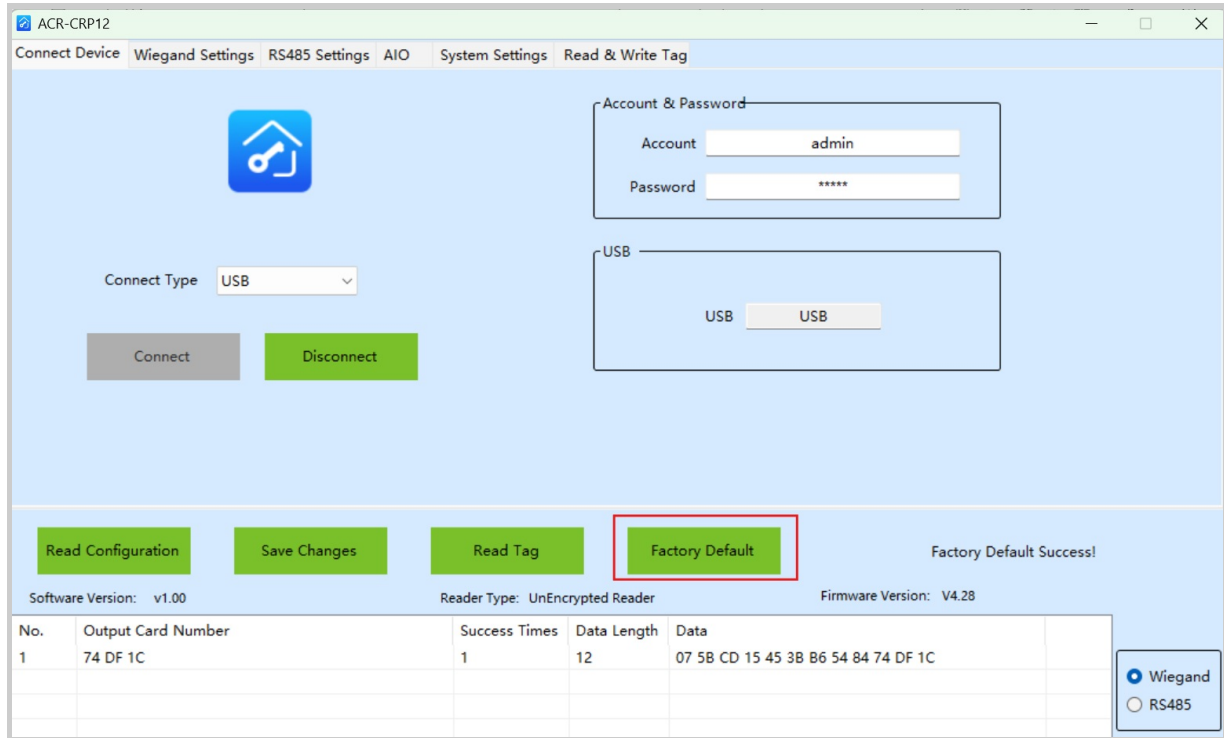 ACR-CRP12
Connect Device Wiegand Settings RS485 Settings AIO System Settings Read & Write Tag
Account & Password
Account admin
Password *****
Connect Type USB
USB
USB USB
Connect Disconnect
Read Configuration Save Changes Read Tag Factory Default Factory Default Success!
Software Version: v1.00 Reader Type: UnEncrypted Reader Firmware Version: V4.28
No. Output Card Number Success Times Data Length Data
1 74 DF 1C 1 12 07 5B CD 15 45 3B B6 54 84 74 DF 1C
Wiegand
RS485